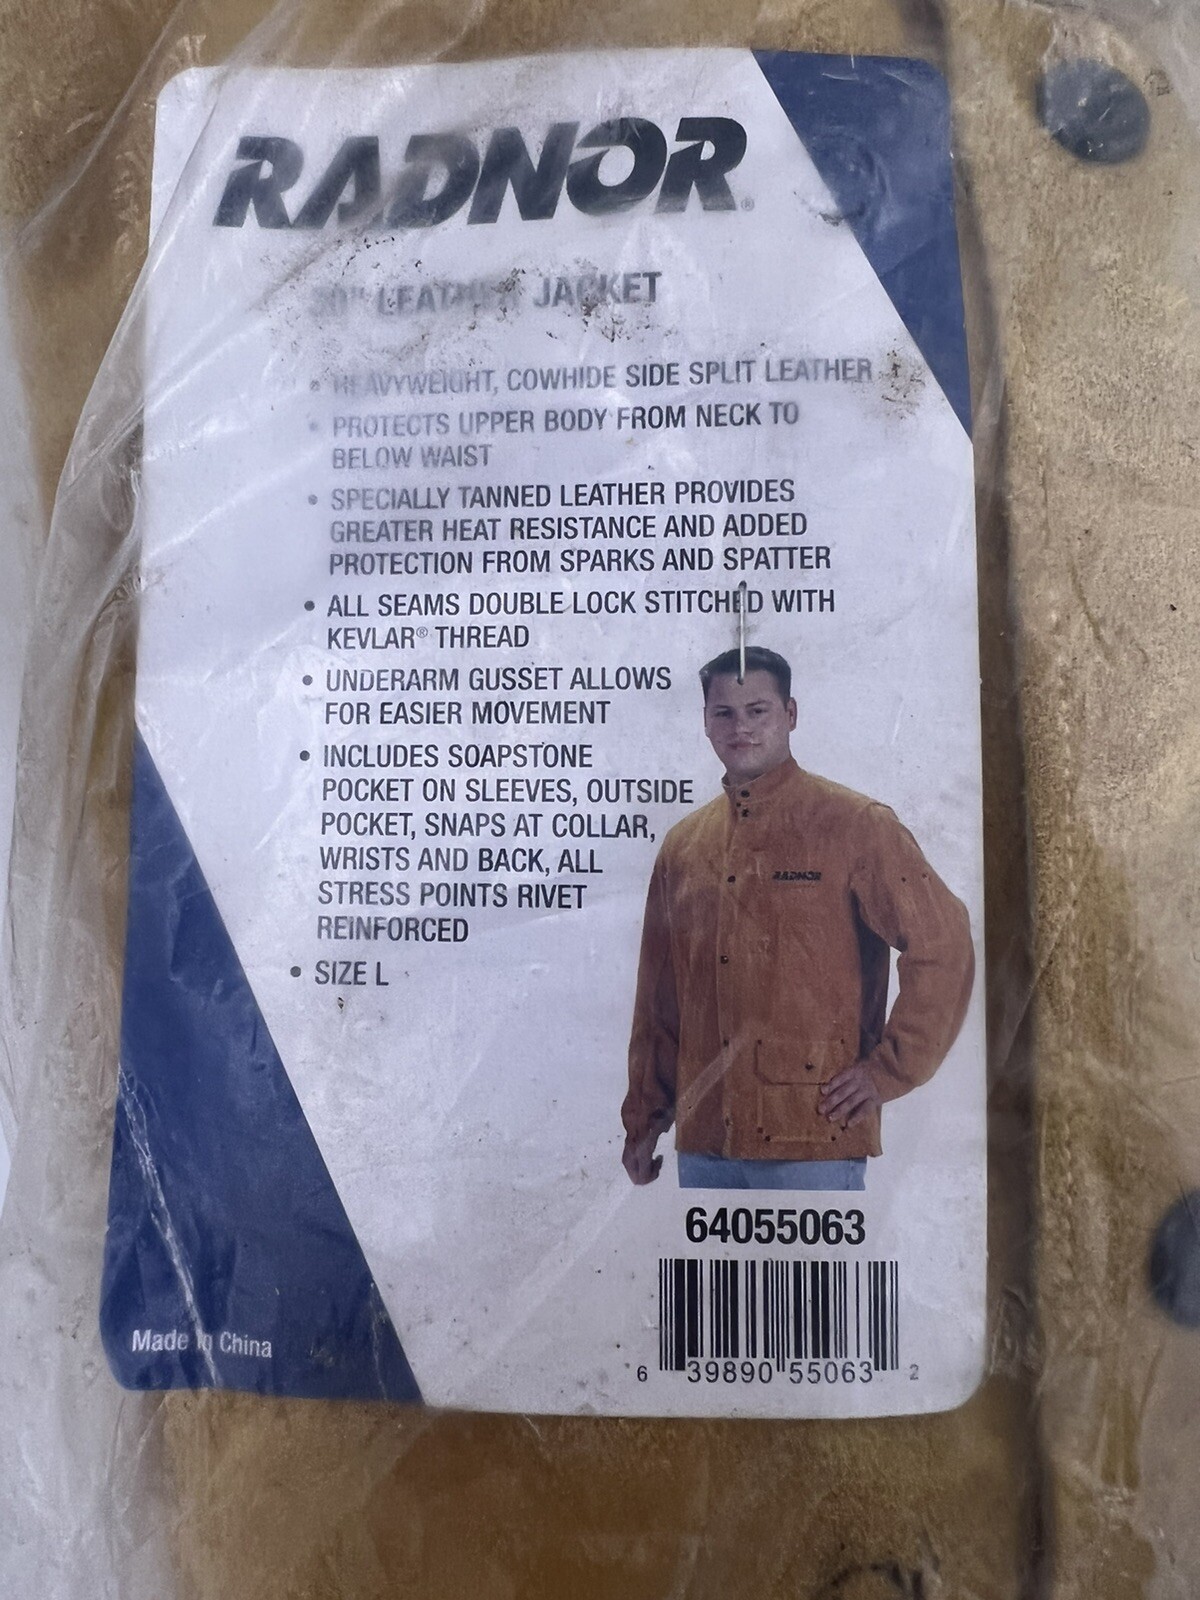 RADNOR®
30" LEATHER JACKET
• HEAVYWEIGHT, COWHIDE SIDE SPLIT LEATHER
• PROTECTS UPPER BODY FROM NECK TO
BELOW WAIST
• SPECIALLY TANNED LEATHER PROVIDES
GREATER HEAT RESISTANCE AND ADDED
PROTECTION FROM SPARKS AND SPATTER
• ALL SEAMS DOUBLE LOCK STITCHED WITH
KEVLAR® THREAD
• UNDERARM GUSSET ALLOWS
FOR EASIER MOVEMENT
• INCLUDES SOAPSTONE
POCKET ON SLEEVES, OUTSIDE
POCKET, SNAPS AT COLLAR,
WRISTS AND BACK, ALL
STRESS POINTS RIVET
REINFORCED
• SIZE L
RADNOR
64055063
6 39890 55063 2
Made in China